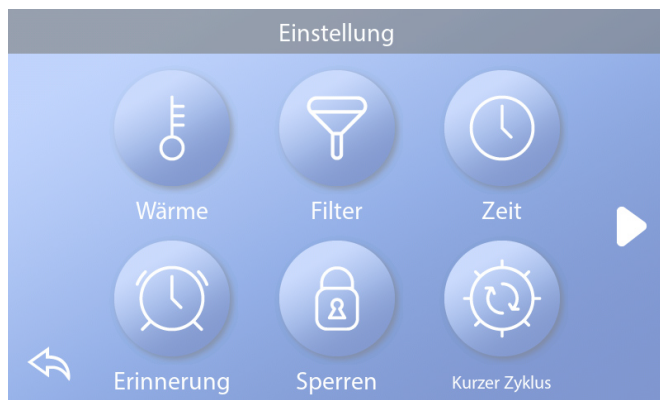 Einstellung
Wärme Filter Zeit
Erinnerung Sperren Kurzer Zyklus